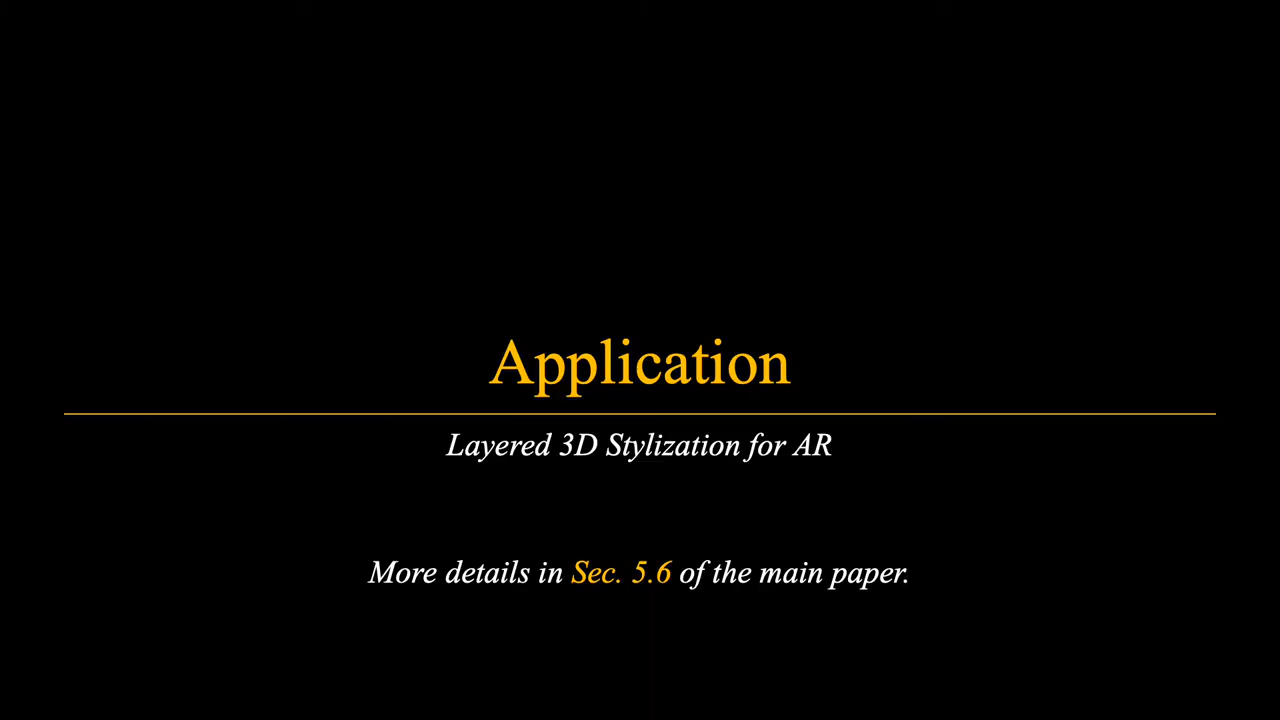 Application
Layered 3D Stylization for AR
More details in Sec. 5.6 of the main paper.